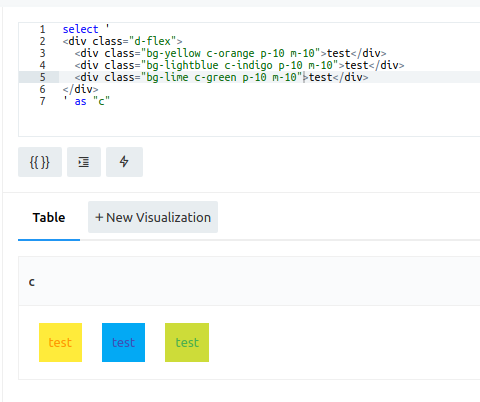 1 select '
2 <div class="d-flex">
3   <div class="bg-yellow c-orange p-10 m-10">test</div>
4   <div class="bg-lightblue c-indigo p-10 m-10">test</div>
5   <div class="bg-lime c-green p-10 m-10">test</div>
6 </div>
7 ' as "c"
{{ }}
Table + New Visualization
c
test test test